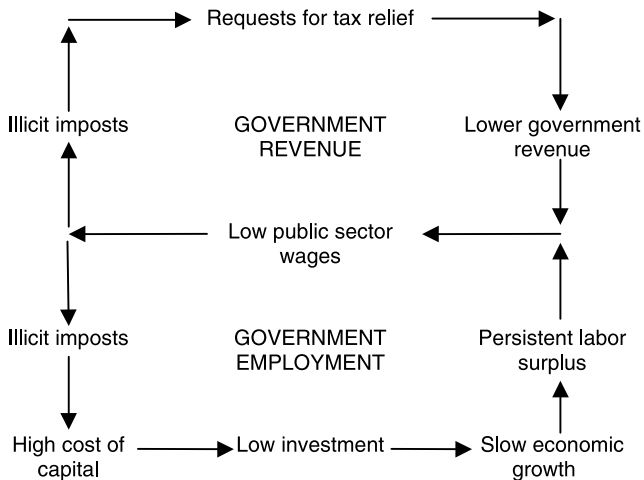 Requests for tax relief
Illicit imposts
GOVERNMENT
REVENUE
Lower government
revenue
Low public sector
wages
Illicit imposts
GOVERNMENT
EMPLOYMENT
Persistent labor
surplus
High cost of
capital
Low investment
Slow economic
growth